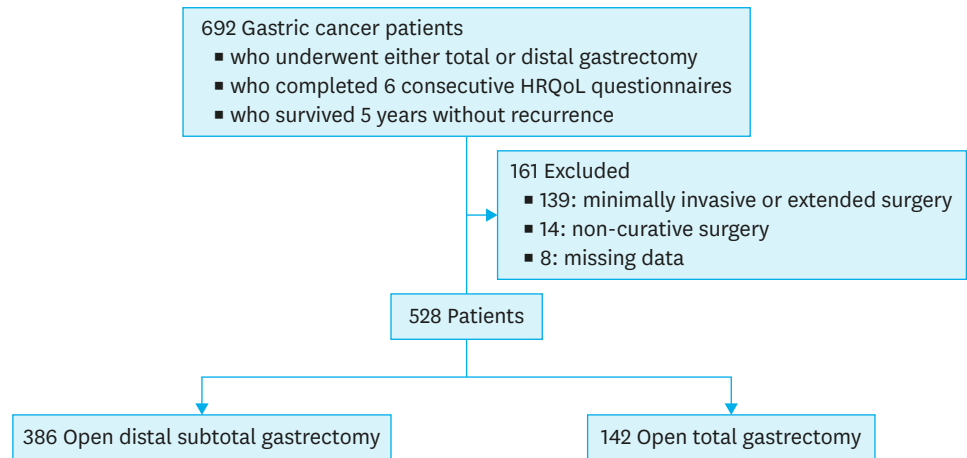 692 Gastric cancer patients
▪ who underwent either total or distal gastrectomy
▪ who completed 6 consecutive HRQoL questionnaires
▪ who survived 5 years without recurrence
161 Excluded
▪ 139: minimally invasive or extended surgery
▪ 14: non-curative surgery
▪ 8: missing data
528 Patients
386 Open distal subtotal gastrectomy
142 Open total gastrectomy